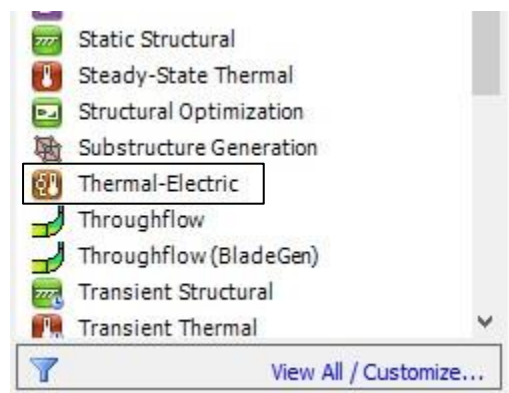 Static Structural
Steady-State Thermal
Structural Optimization
Substructure Generation
Thermal-Electric
Throughflow
Throughflow (BladeGen)
Transient Structural
Transient Thermal
View All / Customize...